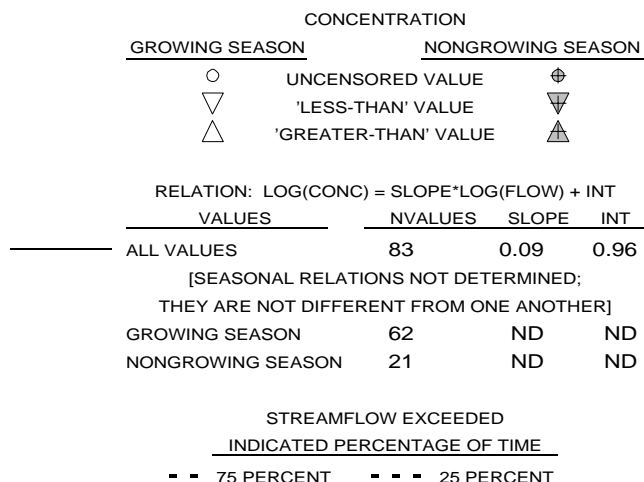 CONCENTRATION
GROWING SEASON NONGROWING SEASON
UNCENSORED VALUE
'LESS-THAN' VALUE
'GREATER-THAN' VALUE
RELATION: LOG(CONC) = SLOPE*LOG(FLOW) + INT
VALUES NVALUES SLOPE INT
ALL VALUES 83 0.09 0.96
[SEASONAL RELATIONS NOT DETERMINED;
THEY ARE NOT DIFFERENT FROM ONE ANOTHER]
GROWING SEASON 62 ND ND
NONGROWING SEASON 21 ND ND
STREAMFLOW EXCEEDED
INDICATED PERCENTAGE OF TIME
75 PERCENT 25 PERCENT